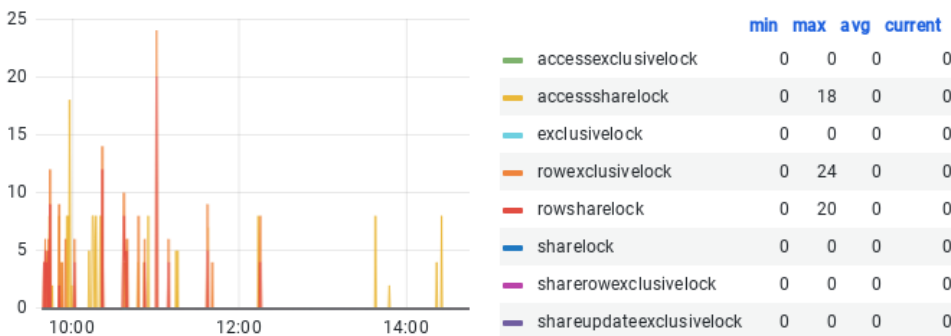 25
20
15
10
5
0
10:00 12:00 14:00
min max avg current
accessexclusivelock 0 0 0 0
accesssharelock 0 18 0 0
exclusivelock 0 0 0 0
rowexclusivelock 0 24 0 0
rowsharelock 0 20 0 0
sharelock 0 0 0 0
sharerowexclusivelock 0 0 0 0
shareupdateexclusivelock 0 0 0 0